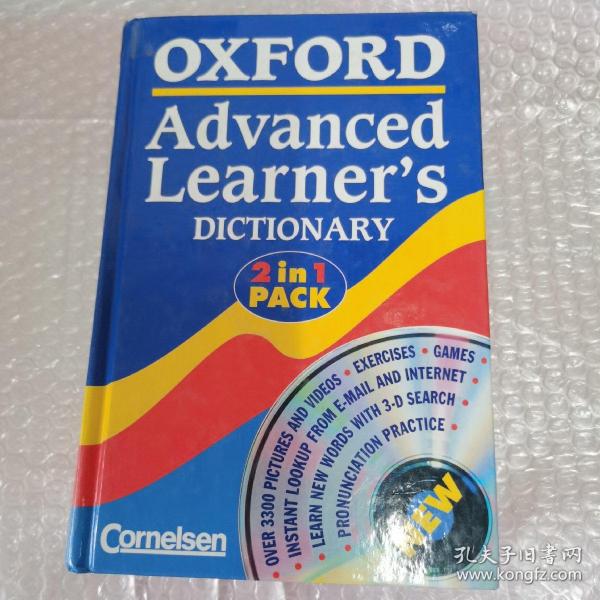 OXFORD
Advanced
Learner's
DICTIONARY
2 in 1
PACK
OVER 3300 PICTURES AND VIDEOS • EXERCISES • GAMES •
INSTANT LOOKUP FROM E-MAIL AND INTERNET •
LEARN NEW WORDS WITH 3-D SEARCH •
PRONUNCIATION PRACTICE •
NEW
Cornelsen
孔夫子旧书网
www.kongfz.com